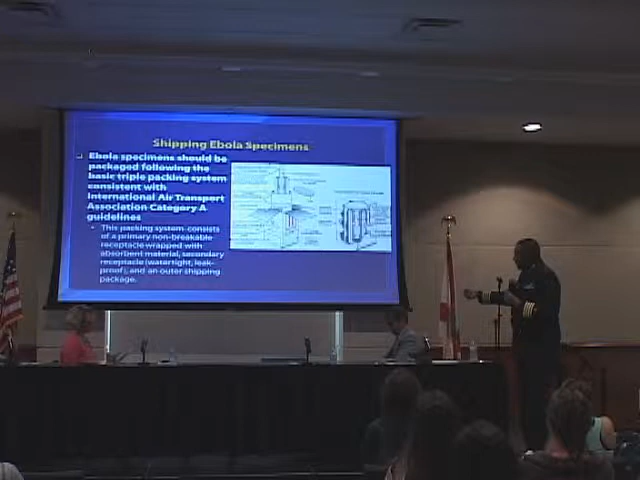 Shipping Ebola Specimens
Ebola specimens should be
packaged following the
basic triple packing system
consistent with
International Air Transport
Association Category A
guidelines
This packing system consists
of a primary non-breakable
receptacle wrapped with
absorbent material, secondary
receptacle (watertight, leak-
proof), and an outer shipping
package.